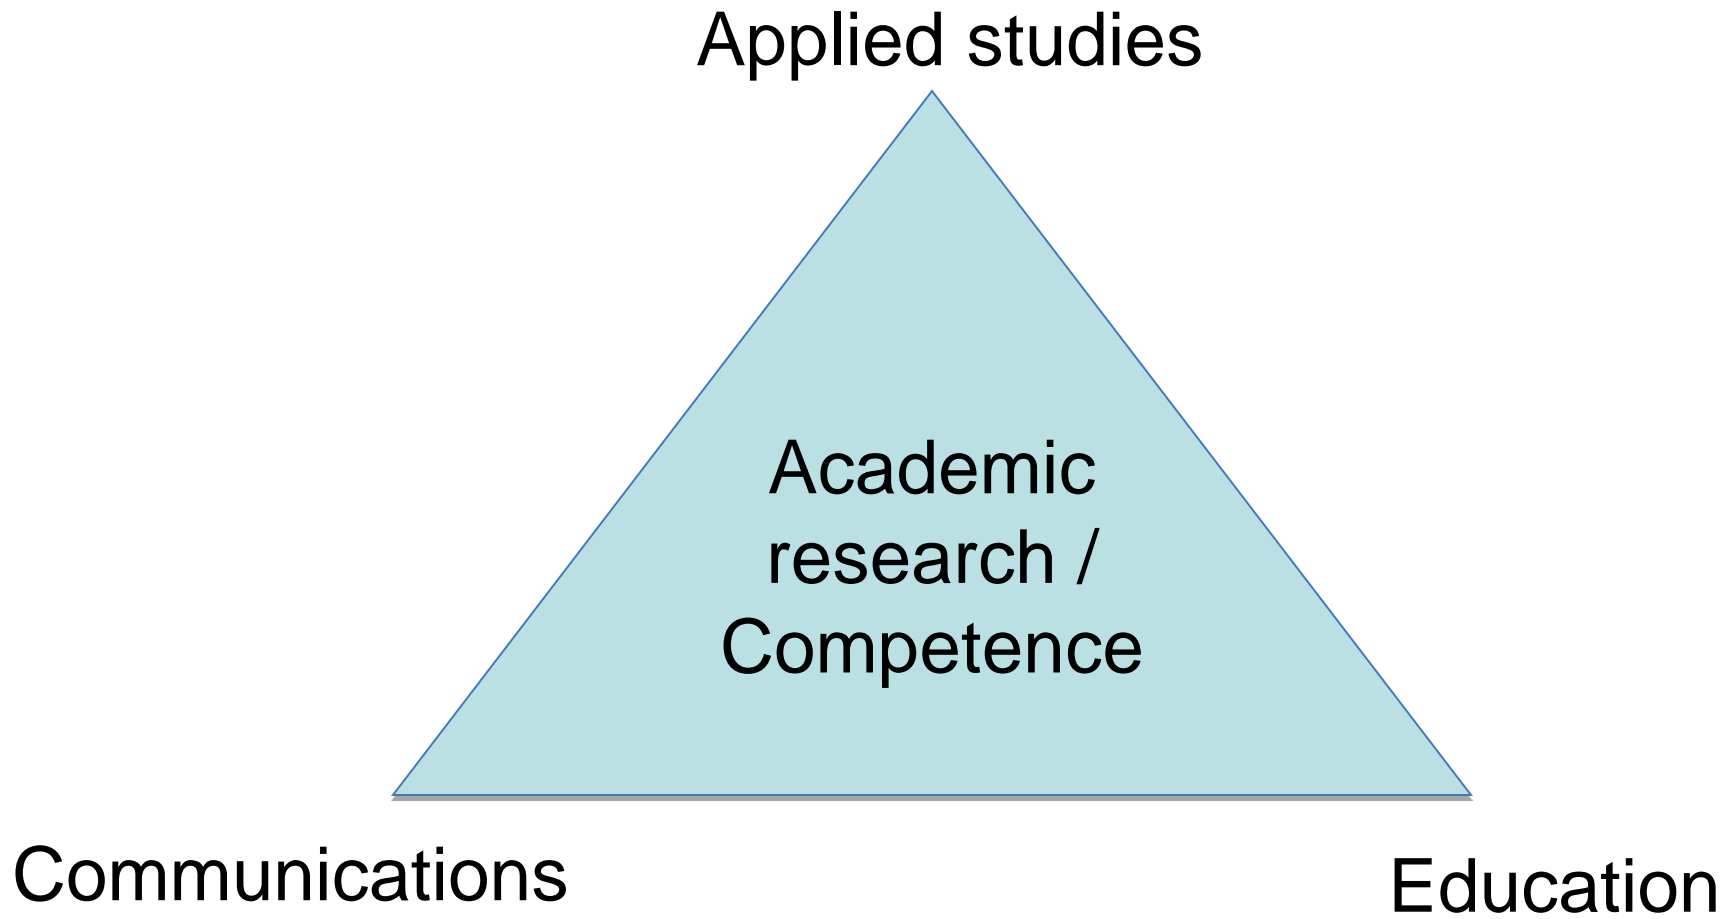 Applied studies
Academic
research /
Competence
Communications
Education